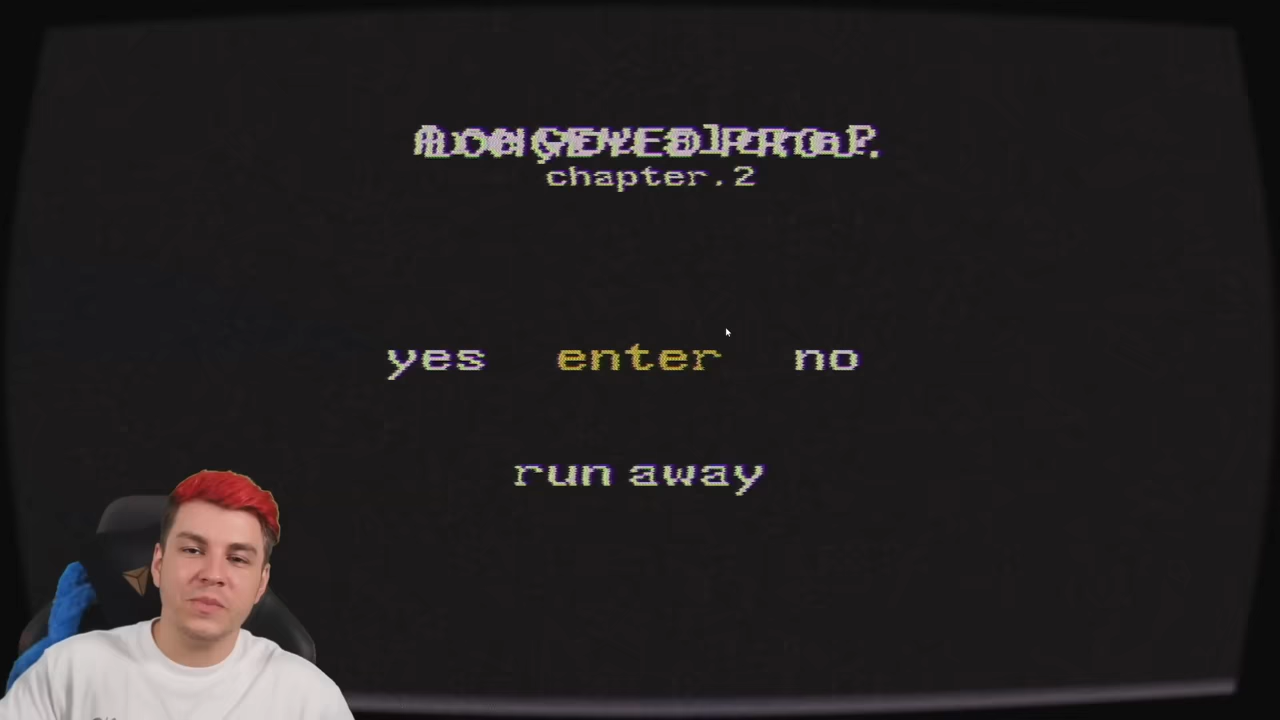 chapter.2
yes enter no
run away